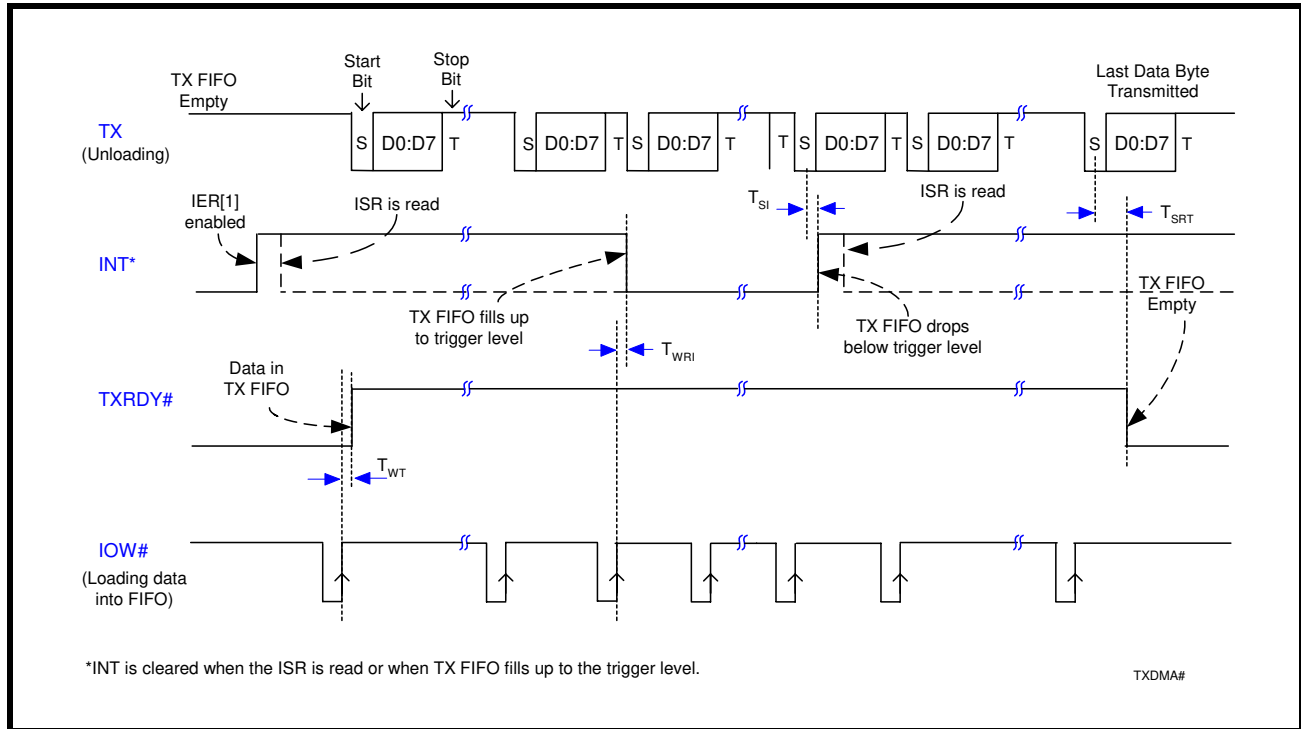 Start
Bit
Stop
Bit
TX FIFO
Empty
Last Data Byte
Transmitted
TX
(Unloading)
S D0:D7 T S D0:D7 T S D0:D7 T T S D0:D7 T S D0:D7 T S D0:D7 T
IER[1]
enabled
ISR is read
TSI
ISR is read
TSRT
INT*
TX FIFO fills up
to trigger level
TX FIFO drops
below trigger level
TX FIFO
Empty
TWRI
Data in
TX FIFO
TXRDY#
TWT
IOW#
(Loading data
into FIFO)
*INT is cleared when the ISR is read or when TX FIFO fills up to the trigger level.
TXDMA#